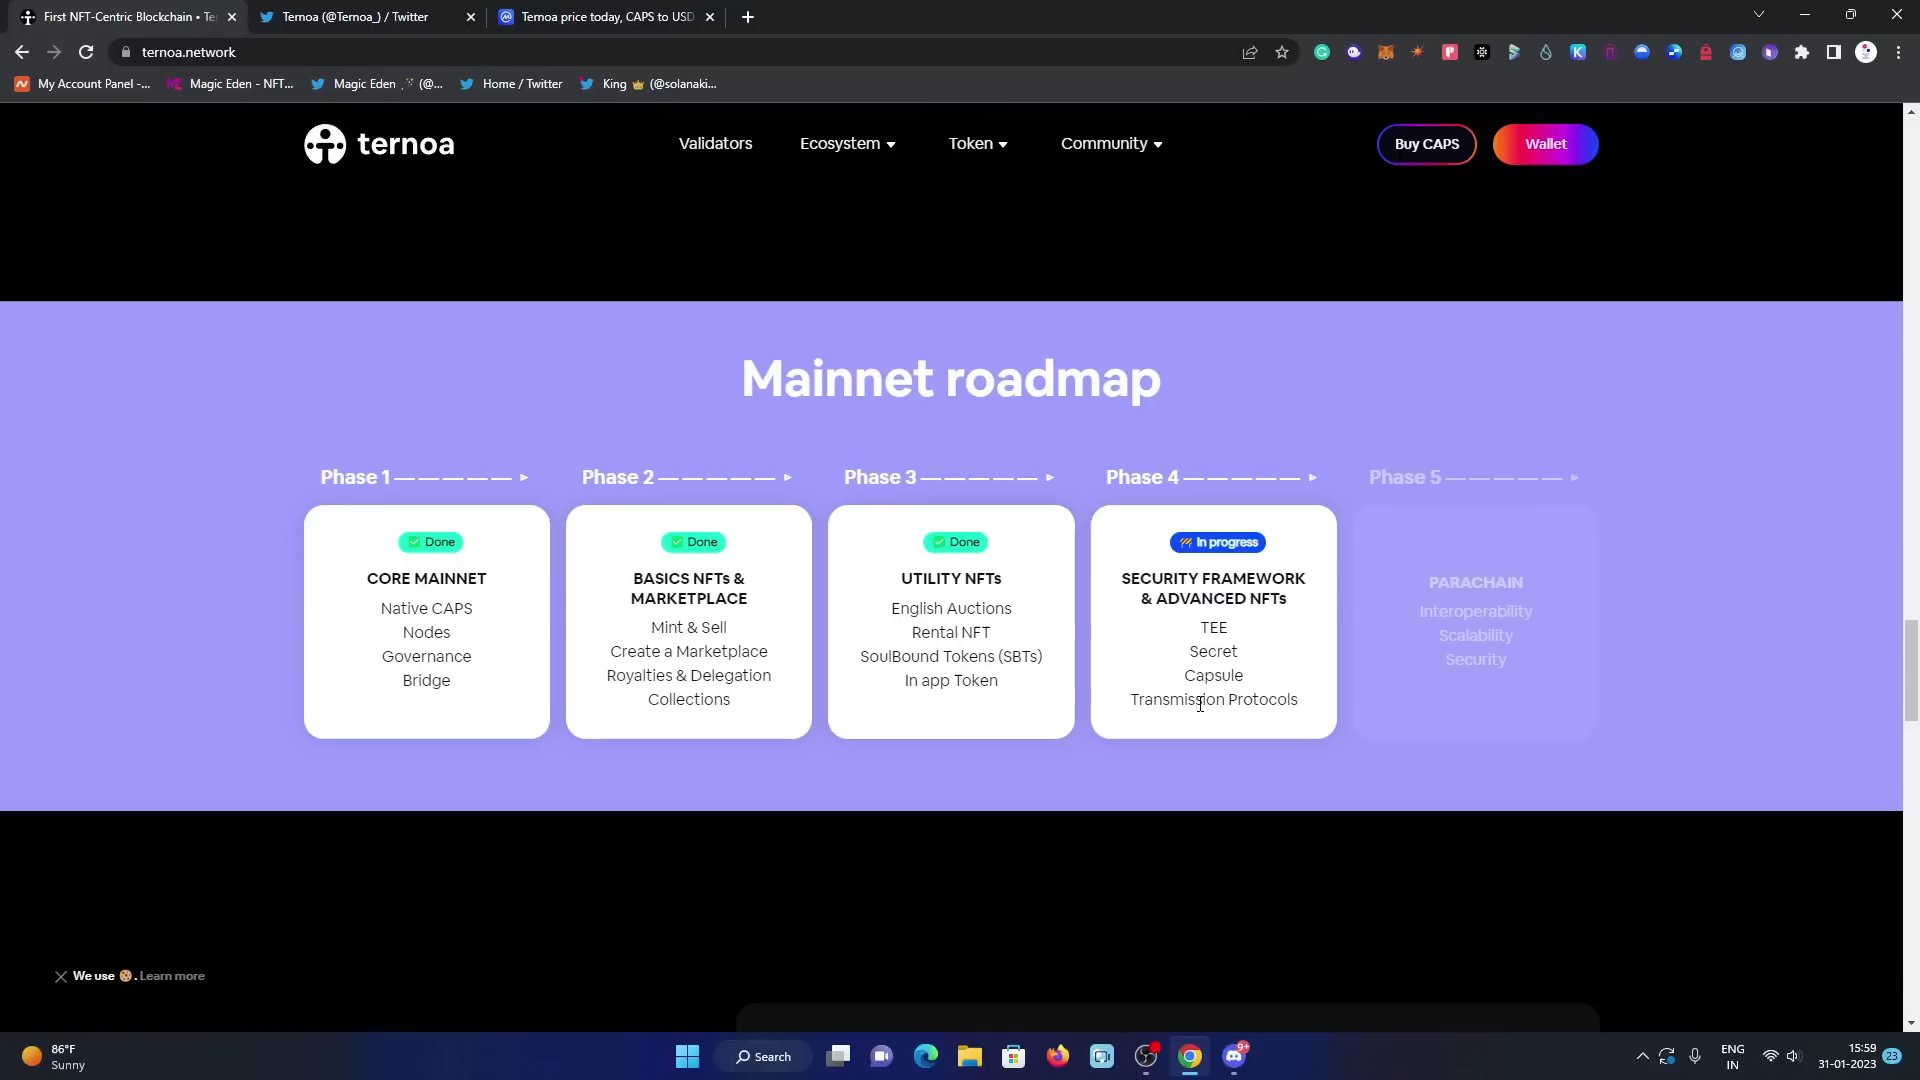 First NFT-Centric Blockchain • Te
Ternoa (@Ternoa_) / Twitter
Ternoa price today, CAPS to USD
ternoa.network
My Account Panel -...
Magic Eden - NFT...
Magic Eden (@...
Home / Twitter
King 👑 (@solanaki...
ternoa
Validators
Ecosystem
Token
Community
Buy CAPS
Wallet
Mainnet roadmap
Phase 1
Phase 2
Phase 3
Phase 4
Phase 5
Done
CORE MAINNET
Native CAPS
Nodes
Governance
Bridge
Done
BASICS NFTs &
MARKETPLACE
Mint & Sell
Create a Marketplace
Royalties & Delegation
Collections
Done
UTILITY NFTs
English Auctions
Rental NFT
SoulBound Tokens (SBTs)
In app Token
In progress
SECURITY FRAMEWORK
& ADVANCED NFTs
TEE
Secret
Capsule
Transmission Protocols
PARACHAIN
Interoperability
Scalability
Security
We use 🍪. Learn more
86°F
Sunny
Search
9+
ENG
IN
15:59
31-01-2023
23